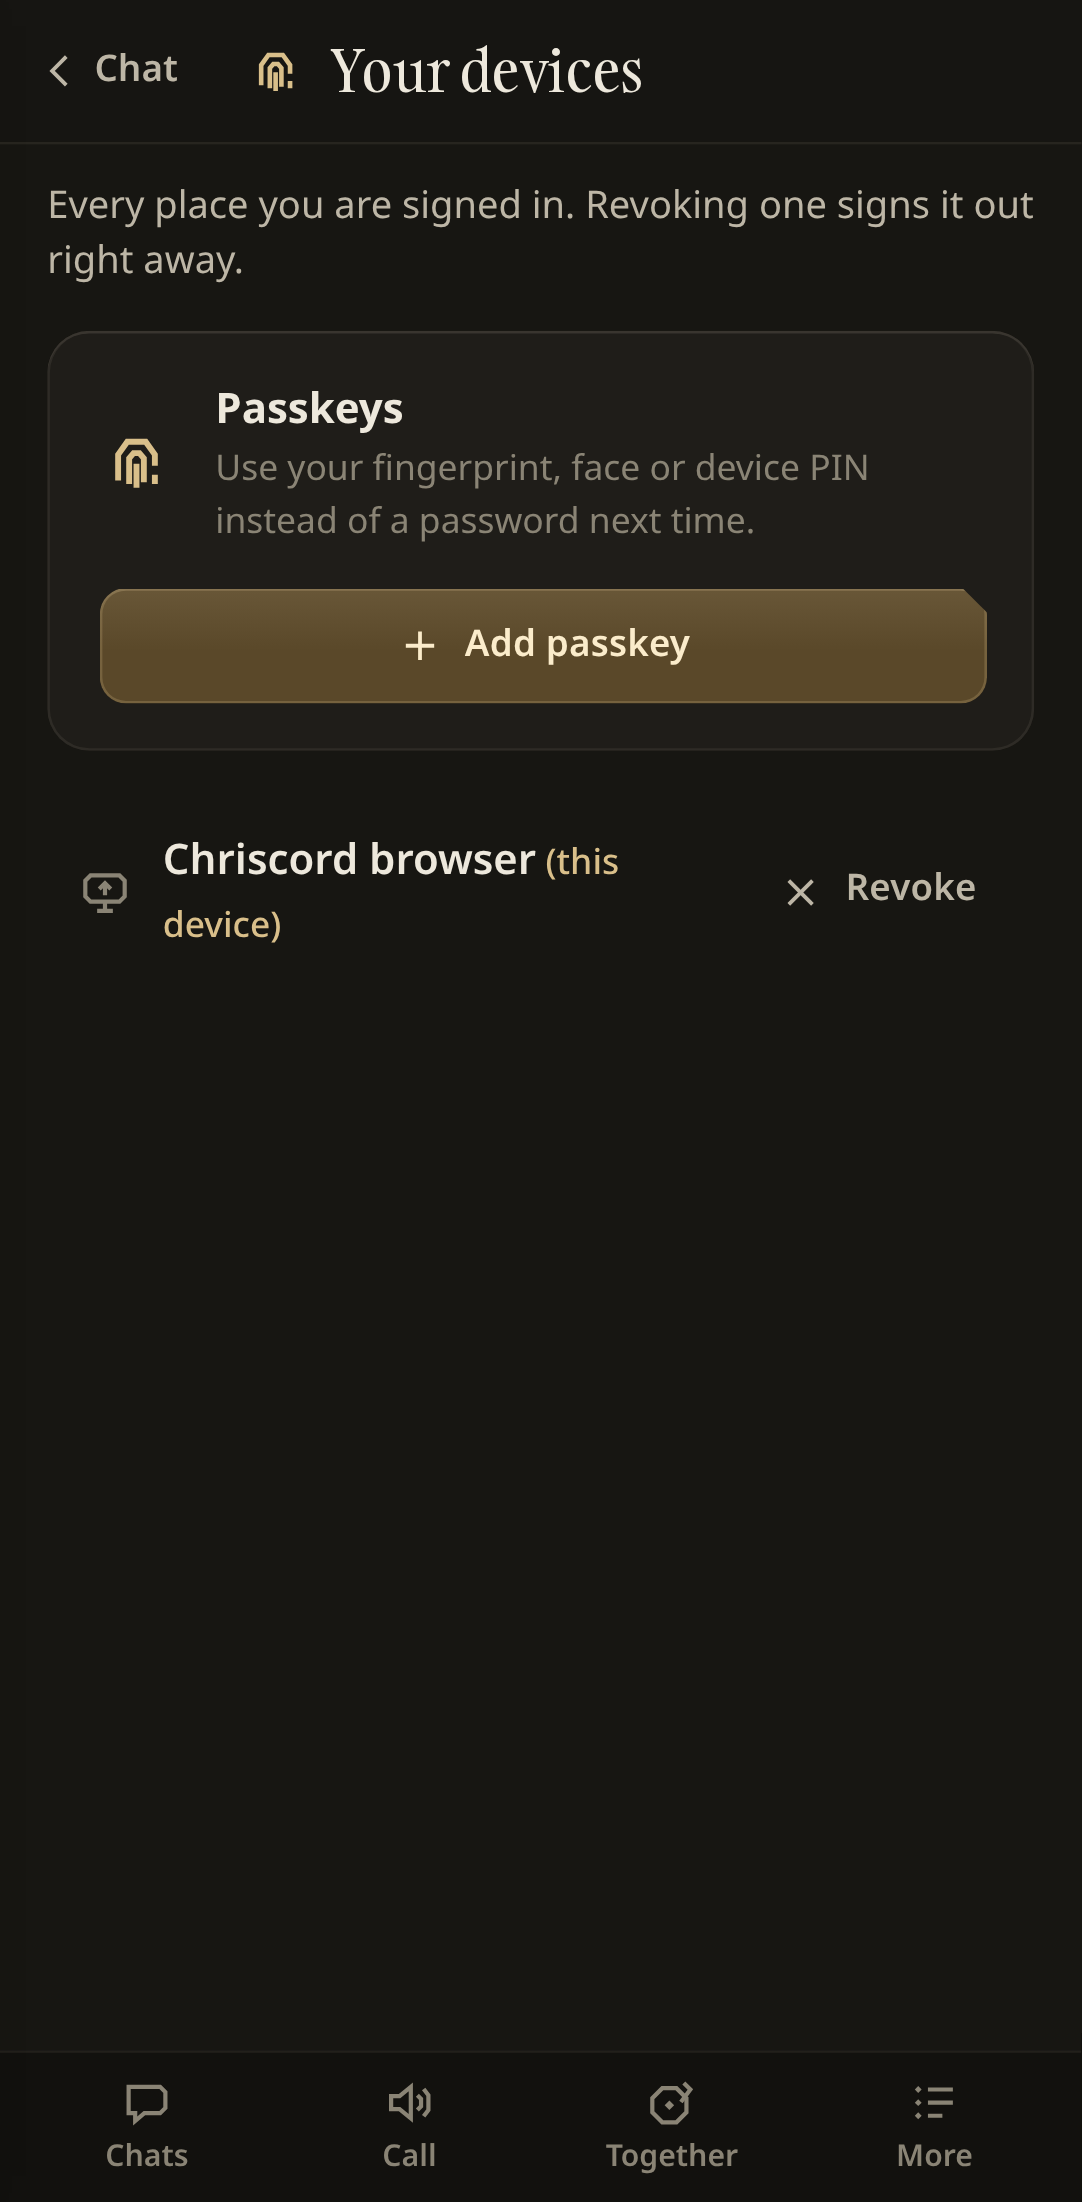 Chat
Your devices
Every place you are signed in. Revoking one signs it out
right away.
Passkeys
Use your fingerprint, face or device PIN
instead of a password next time.
Add passkey
Chriscord browser (this
device)
Revoke
Chats
Call
Together
More